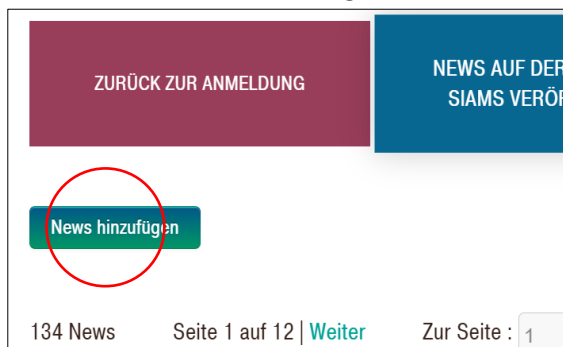 ZURÜCK ZUR ANMELDUNG
NEWS AUF DER
SIAMS
News hinzufügen
134 News Seite 1 auf 12 | Weiter Zur Seite : 1